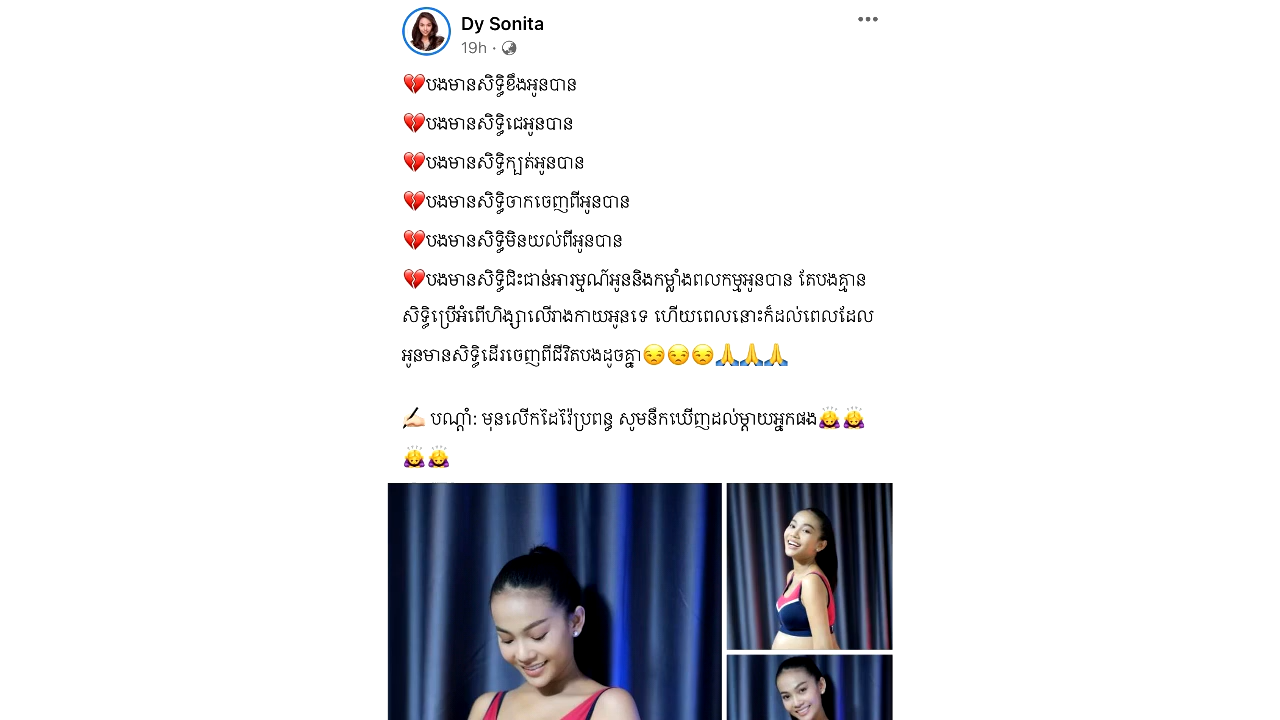 Dy Sonita
19h ·
💔បងមានសិទ្ធិខឹងអូនបាន
💔បងមានសិទ្ធិជេអូនបាន
💔បងមានសិទ្ធិក្បត់អូនបាន
💔បងមានសិទ្ធិចាកចេញពីអូនបាន
💔បងមានសិទ្ធិមិនយល់ពីអូនបាន
💔បងមានសិទ្ធិជិះជាន់អារម្មណ៍អូននិងកម្លាំងពលកម្មអូនបាន តែបងគ្មាន
សិទ្ធិប្រើអំពើហិង្សាលើរាងកាយអូនទេ ហើយពេលនោះក៏ដល់ពេលដែល
អូនមានសិទ្ធិដើរចេញពីជីវិតបងដូចគ្នា😒😒😒🙏🙏🙏
✍🏻 បណ្ដាំ: មុនលើកដៃវ៉ៃប្រពន្ធ សូមនឹកឃើញដល់ម្ដាយអ្នកផង🙇‍♀️🙇‍♀️
🙇‍♀️🙇‍♀️